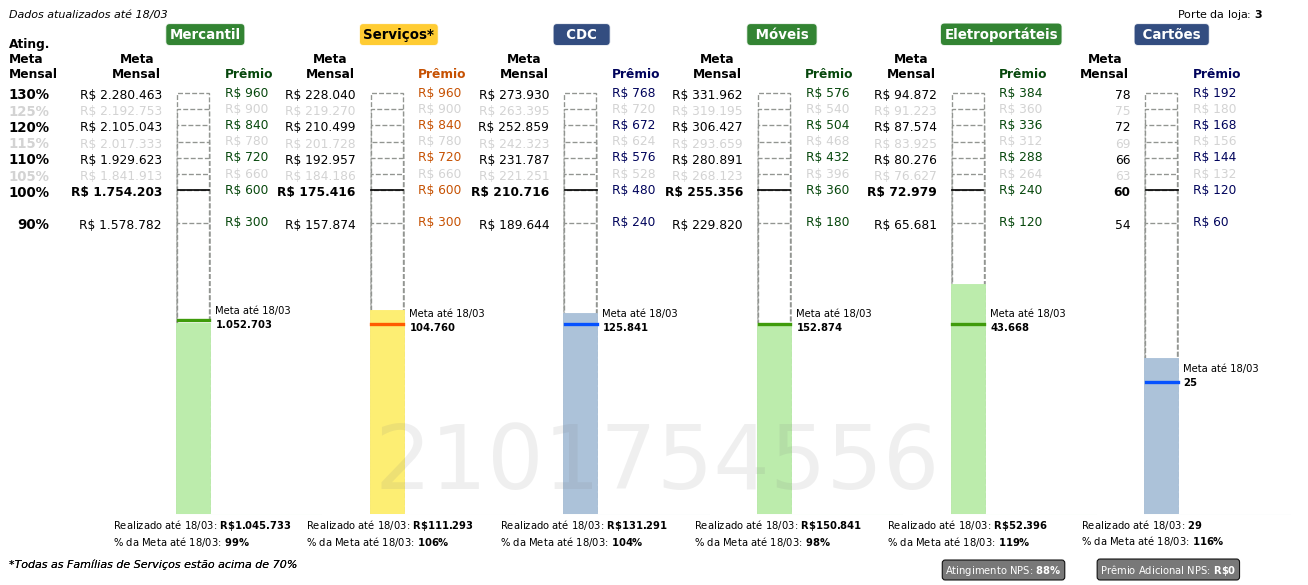 Dados atualizados até 18/03
Porte da loja: 3
Mercantil Serviços* CDC Móveis Eletroportáteis Cartões
Ating. Meta Mensal
Meta Mensal Prêmio Meta Mensal Prêmio Meta Mensal Prêmio Meta Mensal Prêmio Meta Mensal Prêmio Meta Mensal Prêmio
130% R$ 2.280.463 R$ 960 R$ 228.040 R$ 960 R$ 273.930 R$ 768 R$ 331.962 R$ 576 R$ 94.872 R$ 384 78 R$ 192
125% R$ 2.192.753 R$ 900 R$ 219.270 R$ 900 R$ 263.395 R$ 720 R$ 319.195 R$ 540 R$ 91.223 R$ 360 75 R$ 180
120% R$ 2.105.043 R$ 840 R$ 210.499 R$ 840 R$ 252.859 R$ 672 R$ 306.427 R$ 504 R$ 87.574 R$ 336 72 R$ 168
115% R$ 2.017.333 R$ 780 R$ 201.728 R$ 780 R$ 242.323 R$ 624 R$ 293.659 R$ 468 R$ 83.925 R$ 312 69 R$ 156
110% R$ 1.929.623 R$ 720 R$ 192.957 R$ 720 R$ 231.787 R$ 576 R$ 280.891 R$ 432 R$ 80.276 R$ 288 66 R$ 144
105% R$ 1.841.913 R$ 660 R$ 184.186 R$ 660 R$ 221.251 R$ 528 R$ 268.123 R$ 396 R$ 76.627 R$ 264 63 R$ 132
100% R$ 1.754.203 R$ 600 R$ 175.416 R$ 600 R$ 210.716 R$ 480 R$ 255.356 R$ 360 R$ 72.979 R$ 240 60 R$ 120
90% R$ 1.578.782 R$ 300 R$ 157.874 R$ 300 R$ 189.644 R$ 240 R$ 229.820 R$ 180 R$ 65.681 R$ 120 54 R$ 60
Meta até 18/03 Meta até 18/03 Meta até 18/03 Meta até 18/03 Meta até 18/03
1.052.703 104.760 125.841 152.874 43.668
Meta até 18/03
25
2101754556
Realizado até 18/03: R$1.045.733 Realizado até 18/03: R$111.293 Realizado até 18/03: R$131.291 Realizado até 18/03: R$150.841 Realizado até 18/03: R$52.396 Realizado até 18/03: 29
% da Meta até 18/03: 99% % da Meta até 18/03: 106% % da Meta até 18/03: 104% % da Meta até 18/03: 98% % da Meta até 18/03: 119% % da Meta até 18/03: 116%
*Todas as Famílias de Serviços estão acima de 70%
Atingimento NPS: 88% Prêmio Adicional NPS: R$0